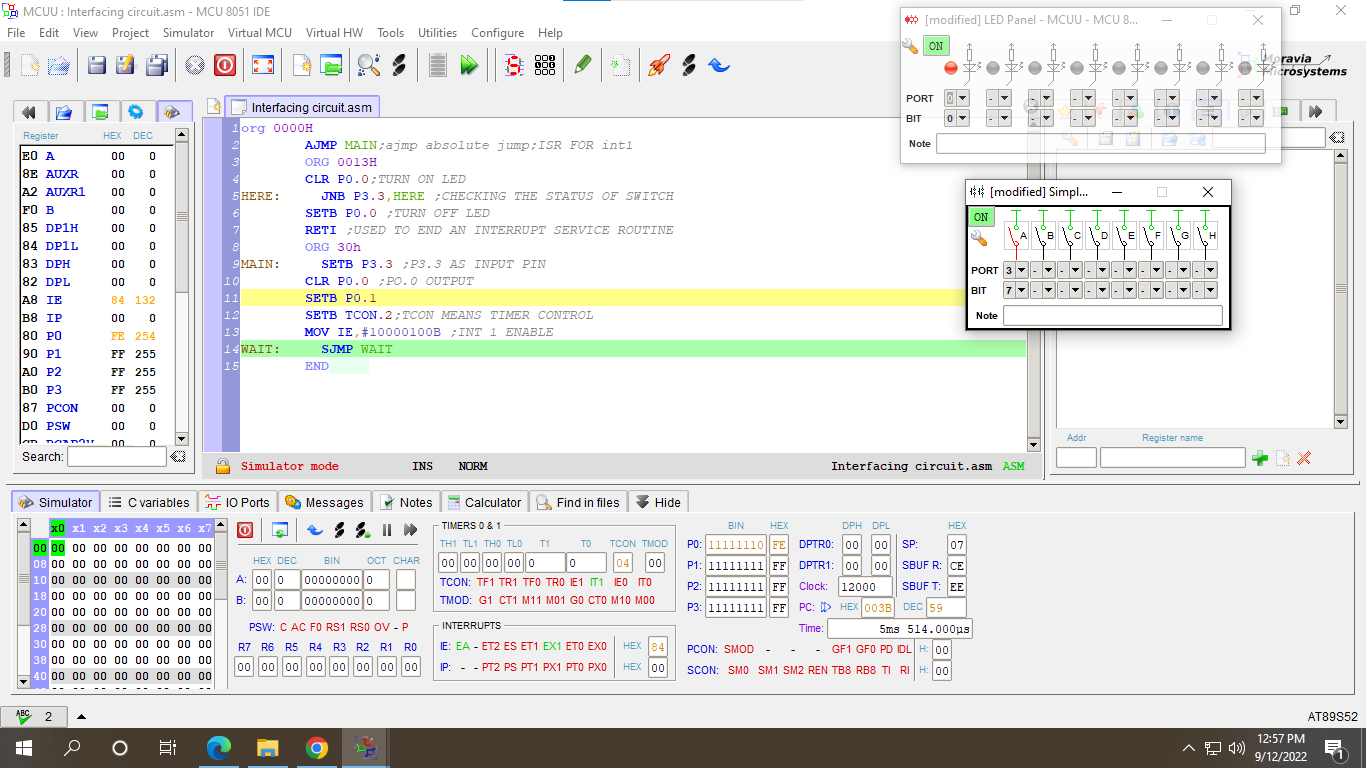 MCUU : Interfacing circuit.asm - MCU 8051 IDE
File Edit View Project Simulator Virtual MCU Virtual HW Tools Utilities Configure Help
[modified] LED Panel - MCUU - MCU 8...
ON
PORT 0 - - - - - - -
BIT 0 - - - - - - -
Note
Moravia
Microsystems
Interfacing circuit.asm
Register HEX DEC
E0 A 00 0
8E AUXR 00 0
A2 AUXR1 00 0
F0 B 00 0
85 DP1H 00 0
84 DP1L 00 0
83 DPH 00 0
82 DPL 00 0
A8 IE 84 132
B8 IP 00 0
80 P0 FE 254
90 P1 FF 255
A0 P2 FF 255
B0 P3 FF 255
87 PCON 00 0
D0 PSW 00 0
Search:
1 org 0000H
2 AJMP MAIN;ajmp absolute jump;ISR FOR int1
3 ORG 0013H
4 CLR P0.0;TURN ON LED
5 HERE: JNB P3.3,HERE ;CHECKING THE STATUS OF SWITCH
6 SETB P0.0 ;TURN OFF LED
7 RETI ;USED TO END AN INTERRUPT SERVICE ROUTINE
8 ORG 30h
9 MAIN: SETB P3.3 ;P3.3 AS INPUT PIN
10 CLR P0.0 ;PO.0 OUTPUT
11 SETB P0.1
12 SETB TCON.2;TCON MEANS TIMER CONTROL
13 MOV IE,#10000100B ;INT 1 ENABLE
14 WAIT: SJMP WAIT
15 END
Simulator mode INS NORM Interfacing circuit.asm ASM
[modified] Simpl...
ON
A B C D E F G H
PORT 3 - - - - - - -
BIT 7 - - - - - - -
Note
Addr Register name
Simulator C variables IO Ports Messages Notes Calculator Find in files Hide
x0 x1 x2 x3 x4 x5 x6 x7
00 00 00 00 00 00 00 00 00
08 00 00 00 00 00 00 00 00
10 00 00 00 00 00 00 00 00
18 00 00 00 00 00 00 00 00
20 00 00 00 00 00 00 00 00
28 00 00 00 00 00 00 00 00
30 00 00 00 00 00 00 00 00
38 00 00 00 00 00 00 00 00
40 00 00 00 00 00 00 00 00
HEX DEC BIN OCT CHAR
A: 00 0 00000000 0
B: 00 0 00000000 0
PSW: C AC F0 RS1 RS0 OV - P
R7 R6 R5 R4 R3 R2 R1 R0
00 00 00 00 00 00 00 00
TIMERS 0 & 1
TH1 TL1 TH0 TL0 T1 T0 TCON TMOD
00 00 00 00 0 0 04 00
TCON: TF1 TR1 TF0 TR0 IE1 IT1 IE0 IT0
TMOD: G1 CT1 M11 M01 G0 CT0 M10 M00
INTERRUPTS
IE: EA - ET2 ES ET1 EX1 ET0 EX0 HEX 84
IP: - - PT2 PS PT1 PX1 PT0 PX0 HEX 00
BIN HEX
P0: 11111110 FE
P1: 11111111 FF
P2: 11111111 FF
P3: 11111111 FF
DPH DPL HEX
DPTR0: 00 00 SP: 07
DPTR1: 00 00 SBUF R: CE
Clock: 12000 SBUF T: EE
PC: HEX 003B DEC 59
Time: 5ms 514.000µs
PCON: SMOD - - - GF1 GF0 PD IDL H: 00
SCON: SM0 SM1 SM2 REN TB8 RB8 TI RI H: 00
ABC 2
AT89S52
12:57 PM
9/12/2022
1